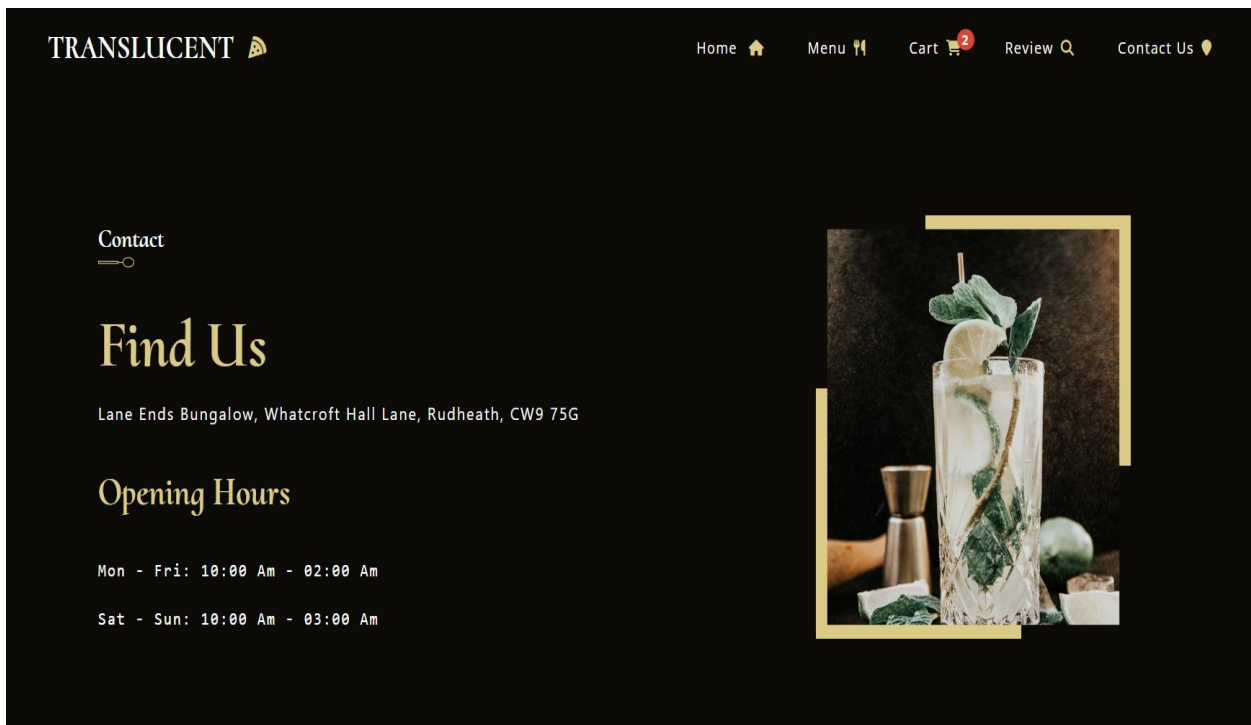 TRANSLUCENT
Home Menu Cart 2 Review Contact Us
Contact
Find Us
Lane Ends Bungalow, Whatcroft Hall Lane, Rudheath, CW9 75G
Opening Hours
Mon - Fri: 10:00 Am - 02:00 Am
Sat - Sun: 10:00 Am - 03:00 Am